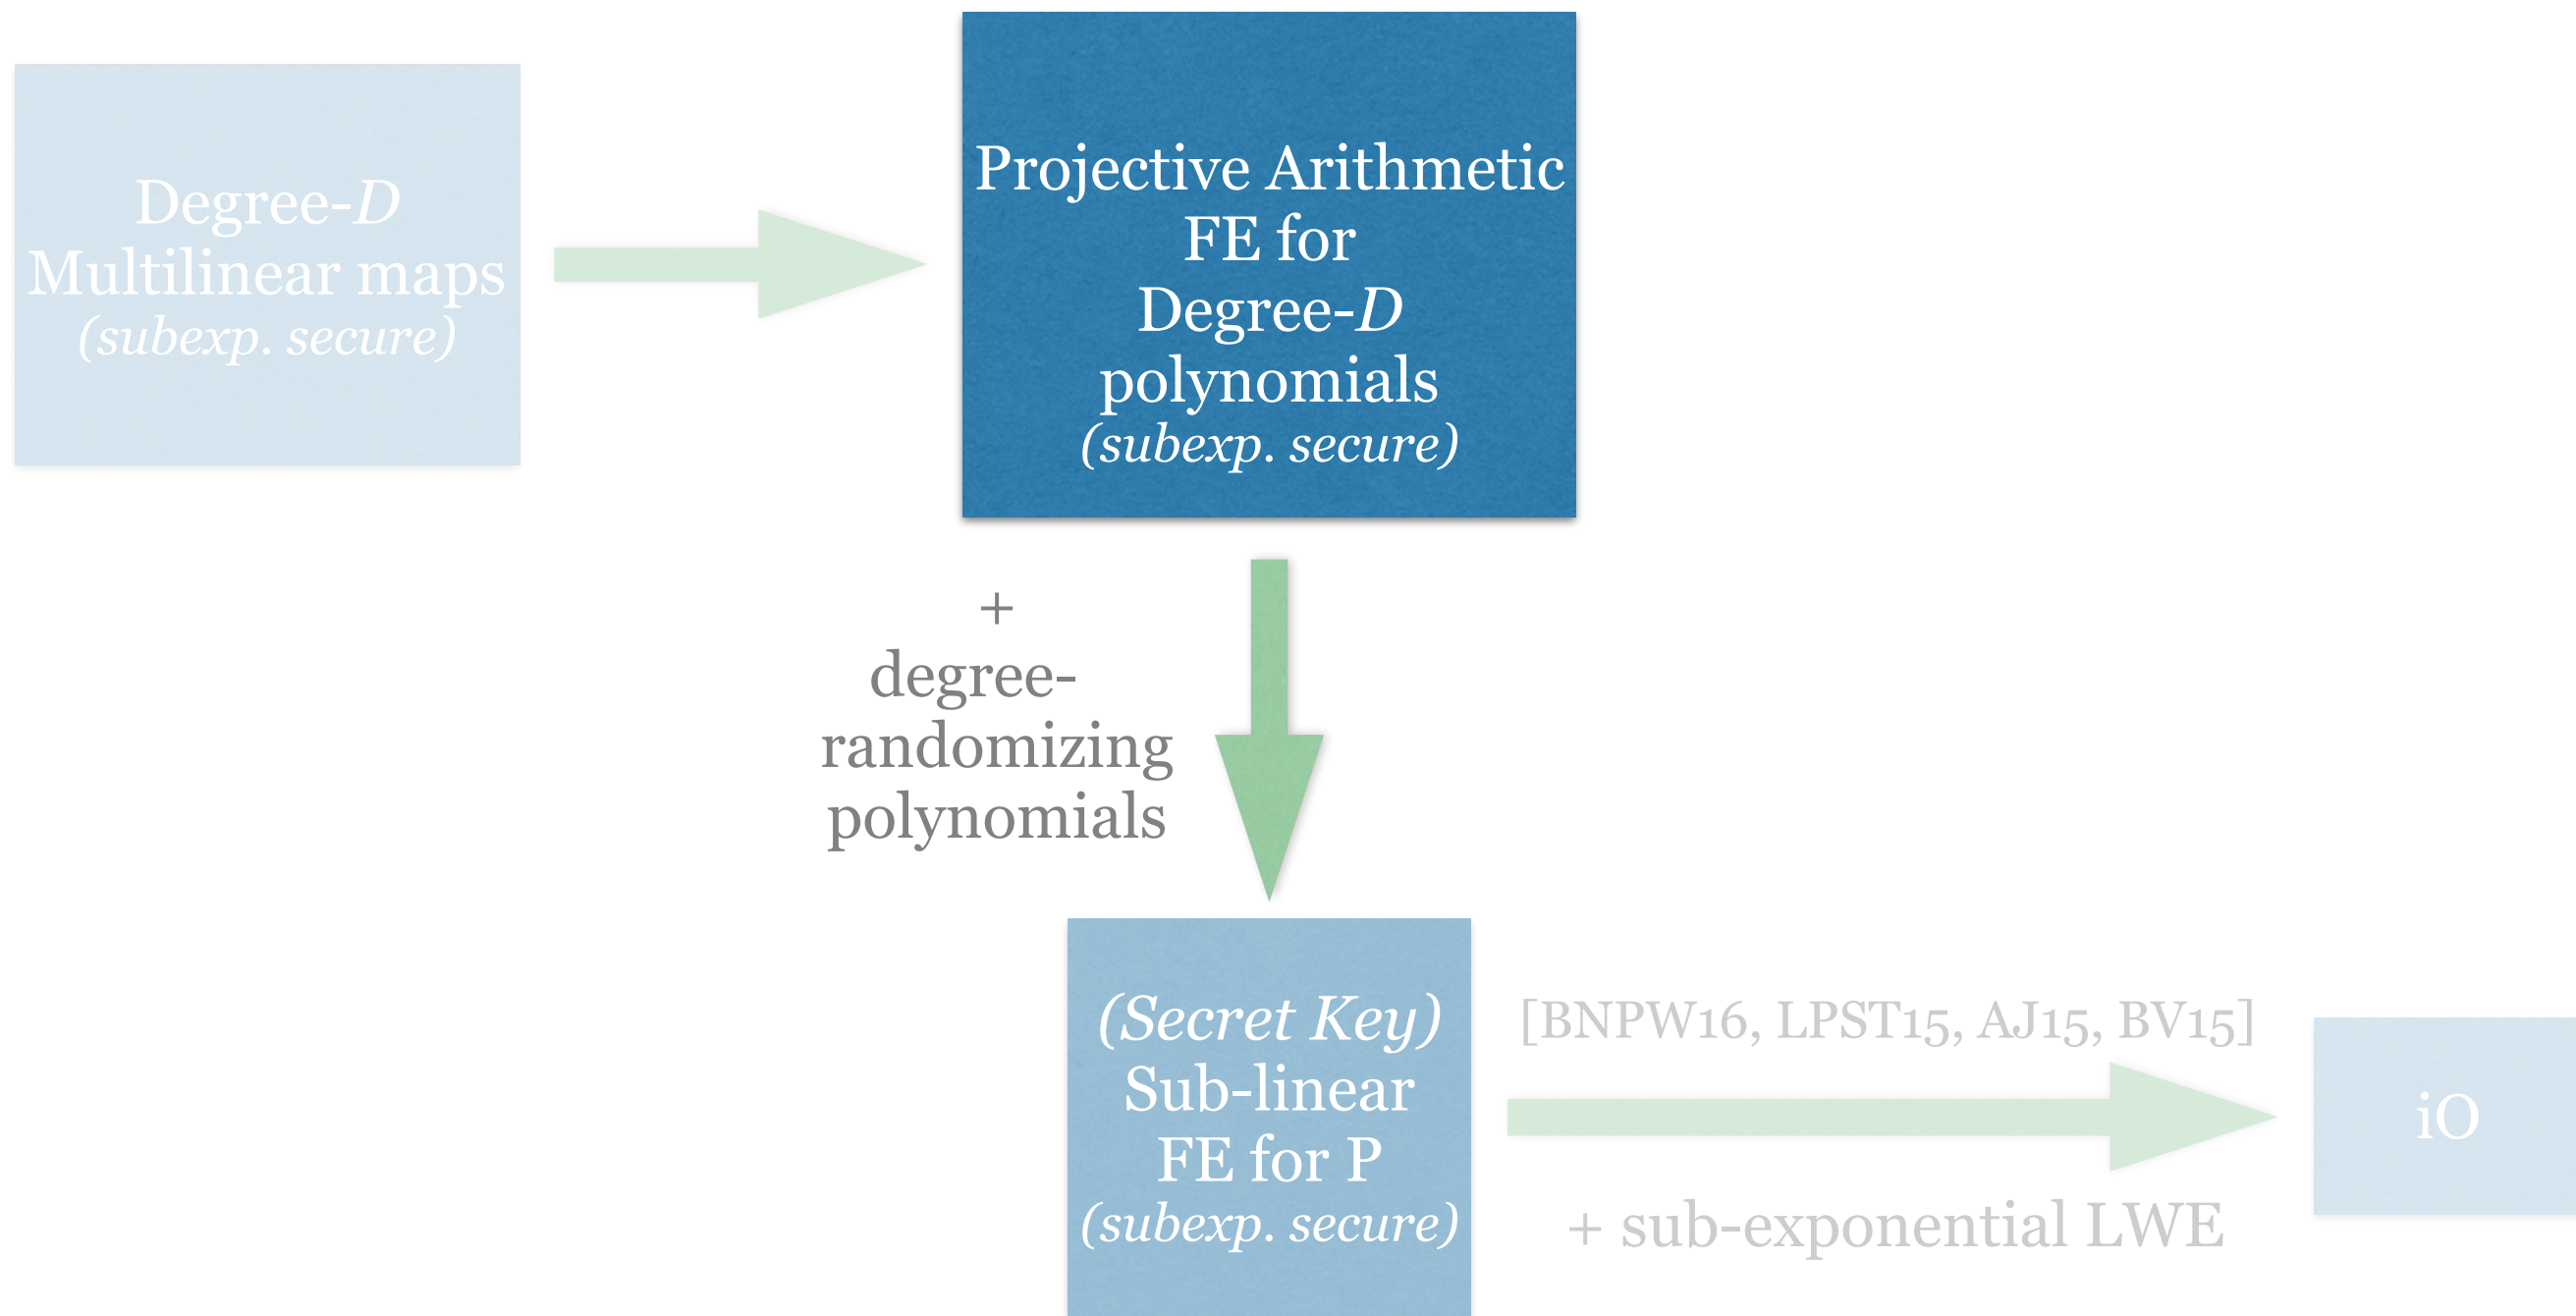 Degree-D
Multilinear maps
(subexp. secure)
Projective Arithmetic
FE for
Degree-D
polynomials
(subexp. secure)
+
degree-
randomizing
polynomials
(Secret Key)
Sub-linear
FE for P
(subexp. secure)
[BNPW16, LPST15, AJ15, BV15]
+ sub-exponential LWE
iO